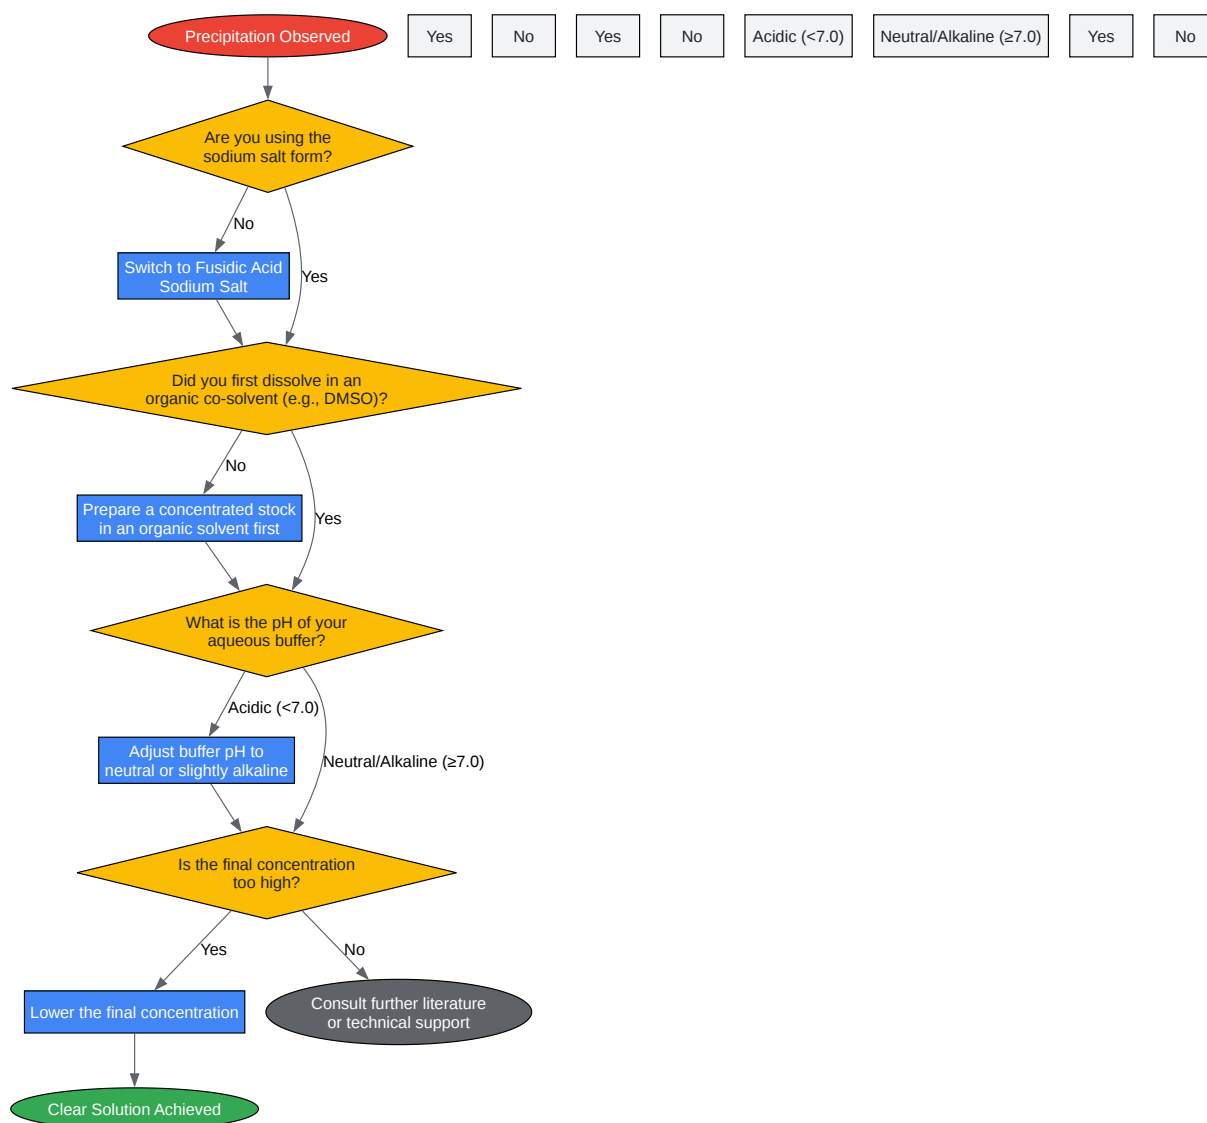 Precipitation Observed
Yes
No
Yes
No
Acidic (<7.0)
Neutral/Alkaline (≥7.0)
Yes
No
Are you using the
sodium salt form?
No
Switch to Fusidic Acid
Sodium Salt
Yes
Did you first dissolve in an
organic co-solvent (e.g., DMSO)?
No
Prepare a concentrated stock
in an organic solvent first
Yes
What is the pH of your
aqueous buffer?
Acidic (<7.0)
Adjust buffer pH to
neutral or slightly alkaline
Neutral/Alkaline (≥7.0)
Is the final concentration
too high?
Yes
No
Lower the final concentration
Consult further literature
or technical support
Clear Solution Achieved